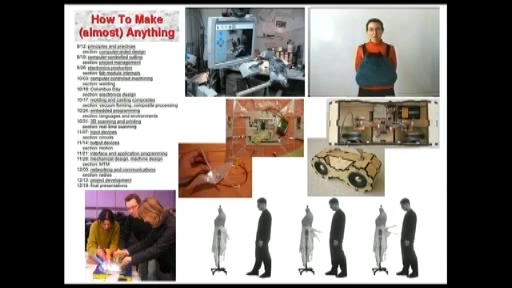 How To Make
(almost) Anything
9/12: principles and practices
section: computer-aided design
9/19: computer-controlled cutting
section: project management
9/26: electronics production
section: fab module internals
10/03: computer-controlled machining
section: welding
10/10: Columbus Day
section: electronics design
10/17: molding and casting composites
section: vacuum forming, composite processing
10/24: embedded programming
section: languages and environments
10/31: 3D scanning and printing
section: real-time scanning
11/07: input devices
section: circuits
11/14: output devices
section: motion
11/21: interface and application programming
11/28: mechanical design, machine design
section: MTM
12/05: networking and communications
section: radios
12/12: project development
12/19: final presentations